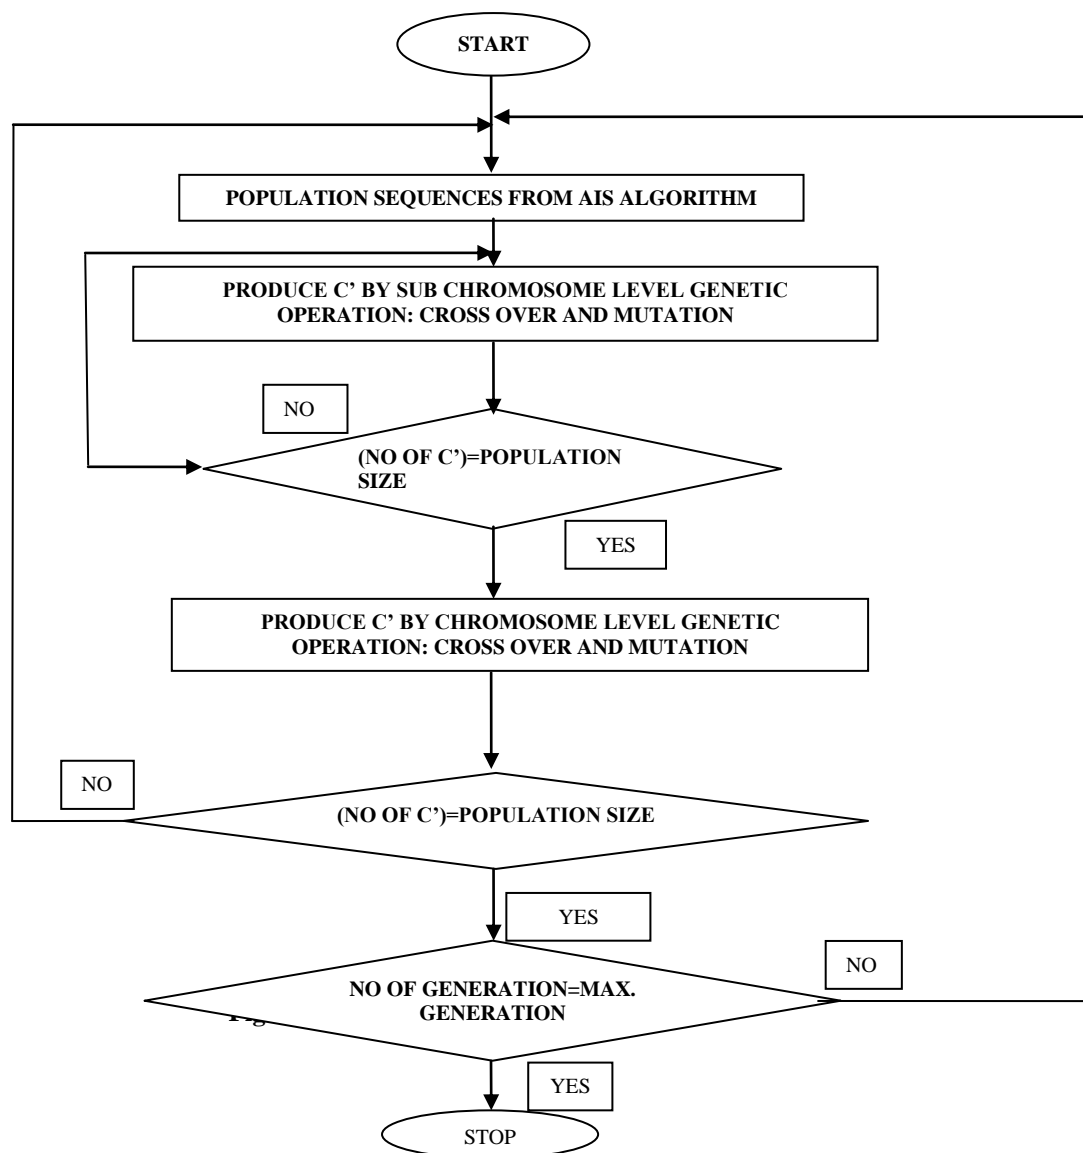 START
POPULATION SEQUENCES FROM AIS ALGORITHM
PRODUCE C’ BY SUB CHROMOSOME LEVEL GENETIC
OPERATION: CROSS OVER AND MUTATION
NO
(NO OF C’)=POPULATION
SIZE
YES
PRODUCE C’ BY CHROMOSOME LEVEL GENETIC
OPERATION: CROSS OVER AND MUTATION
NO
(NO OF C’)=POPULATION SIZE
YES
NO
NO OF GENERATION=MAX.
GENERATION
YES
STOP